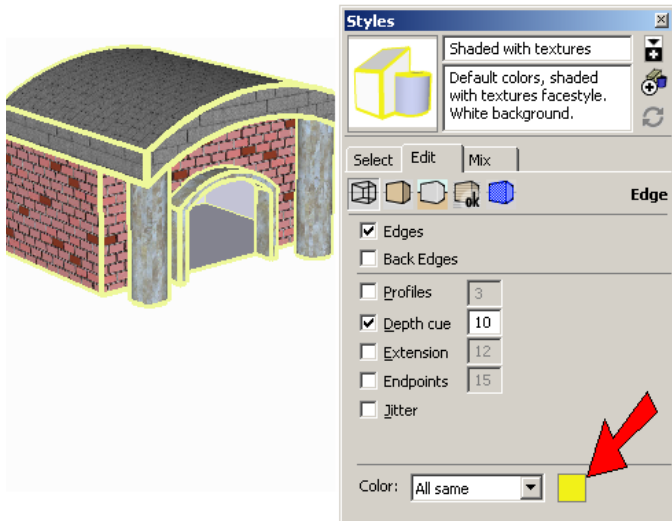 Styles
Shaded with textures
Default colors, shaded
with textures facestyle.
White background.
Select Edit Mix
ok
Edge
Edges
Back Edges
Profiles 3
Depth cue 10
Extension 12
Endpoints 15
Jitter
Color: All same